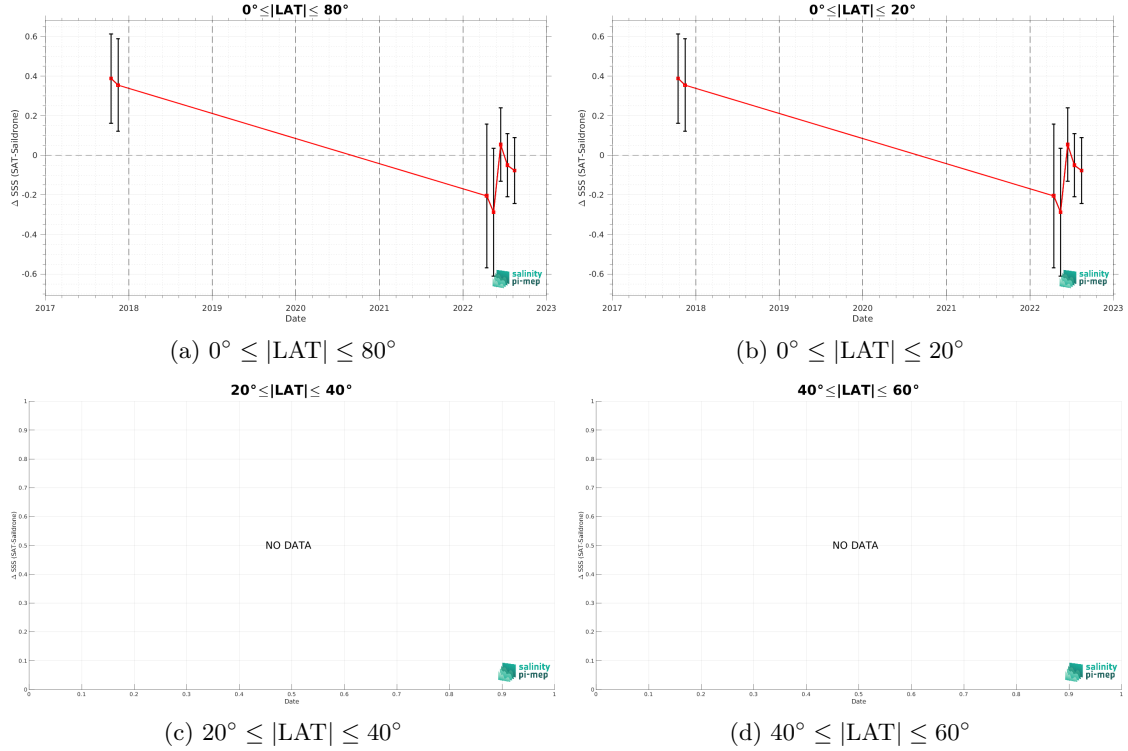 0°≤|LAT|≤ 80°
0.6
0.4
0.2
0
-0.2
-0.4
-0.6
Δ SSS (SAT-Saildrone)
2017 2018 2019 2020 2021 2022 2023
Date
salinity
pi-mep
(a) 0° ≤ |LAT| ≤ 80°
0°≤|LAT|≤ 20°
0.6
0.4
0.2
0
-0.2
-0.4
-0.6
Δ SSS (SAT-Saildrone)
2017 2018 2019 2020 2021 2022 2023
Date
salinity
pi-mep
(b) 0° ≤ |LAT| ≤ 20°
20°≤|LAT|≤ 40°
1
0.9
0.8
0.7
0.6
0.5
0.4
0.3
0.2
0.1
0
Δ SSS (SAT-Saildrone)
NO DATA
0 0.1 0.2 0.3 0.4 0.5 0.6 0.7 0.8 0.9 1
Date
salinity
pi-mep
(c) 20° ≤ |LAT| ≤ 40°
40°≤|LAT|≤ 60°
1
0.9
0.8
0.7
0.6
0.5
0.4
0.3
0.2
0.1
0
Δ SSS (SAT-Saildrone)
NO DATA
0 0.1 0.2 0.3 0.4 0.5 0.6 0.7 0.8 0.9 1
Date
salinity
pi-mep
(d) 40° ≤ |LAT| ≤ 60°